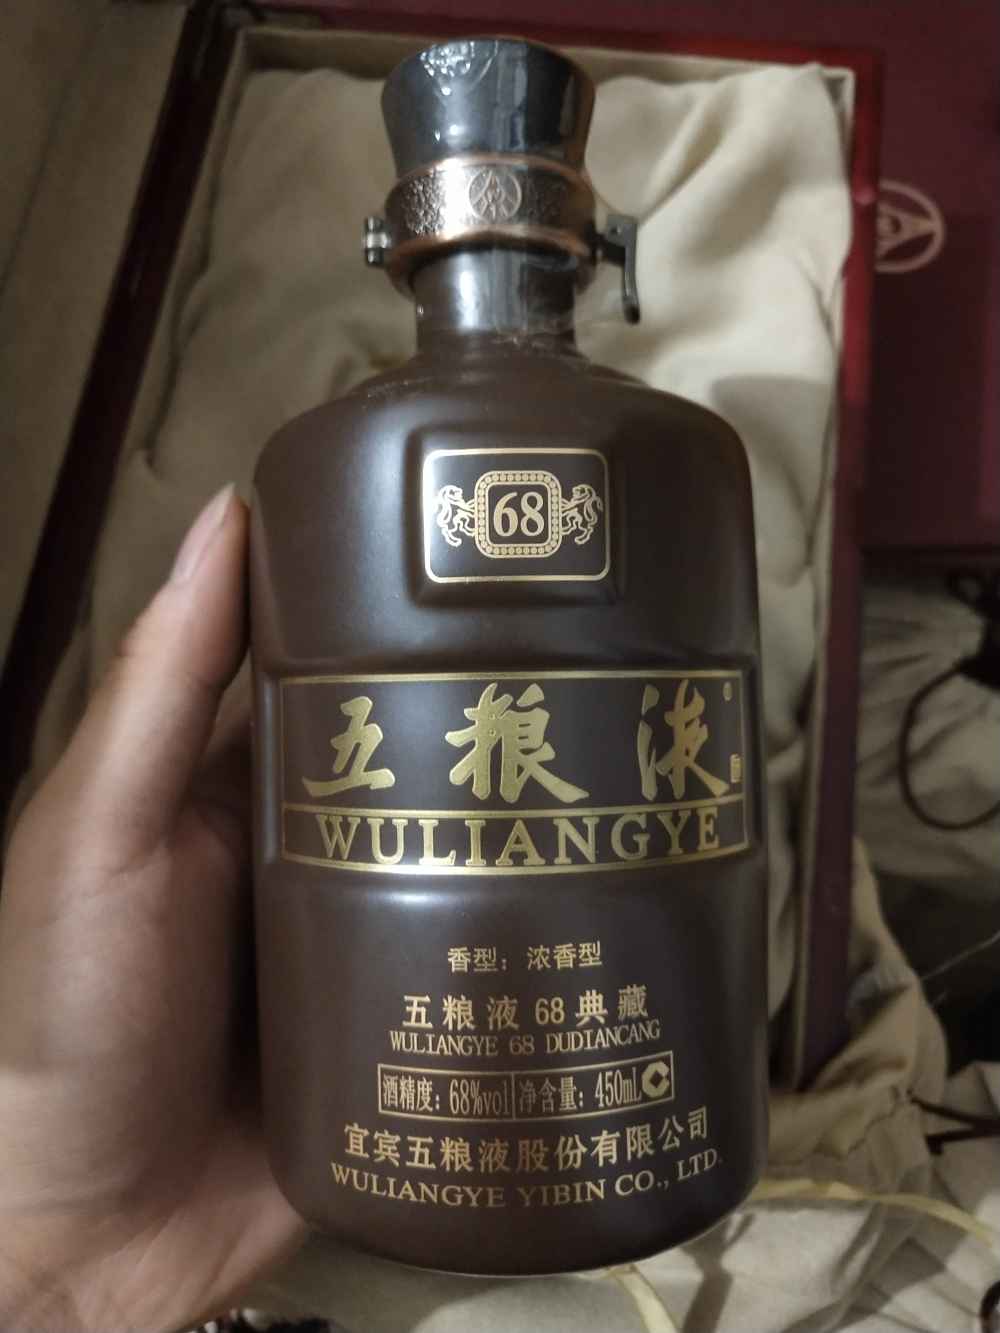 68
五粮液
WULIANGYE
香型：浓香型
五粮液 68 典藏
WULIANGYE 68 DUDIANCANG
酒精度：68%vol 净含量：450mL
宜宾五粮液股份有限公司
WULIANGYE YIBIN CO., LTD.